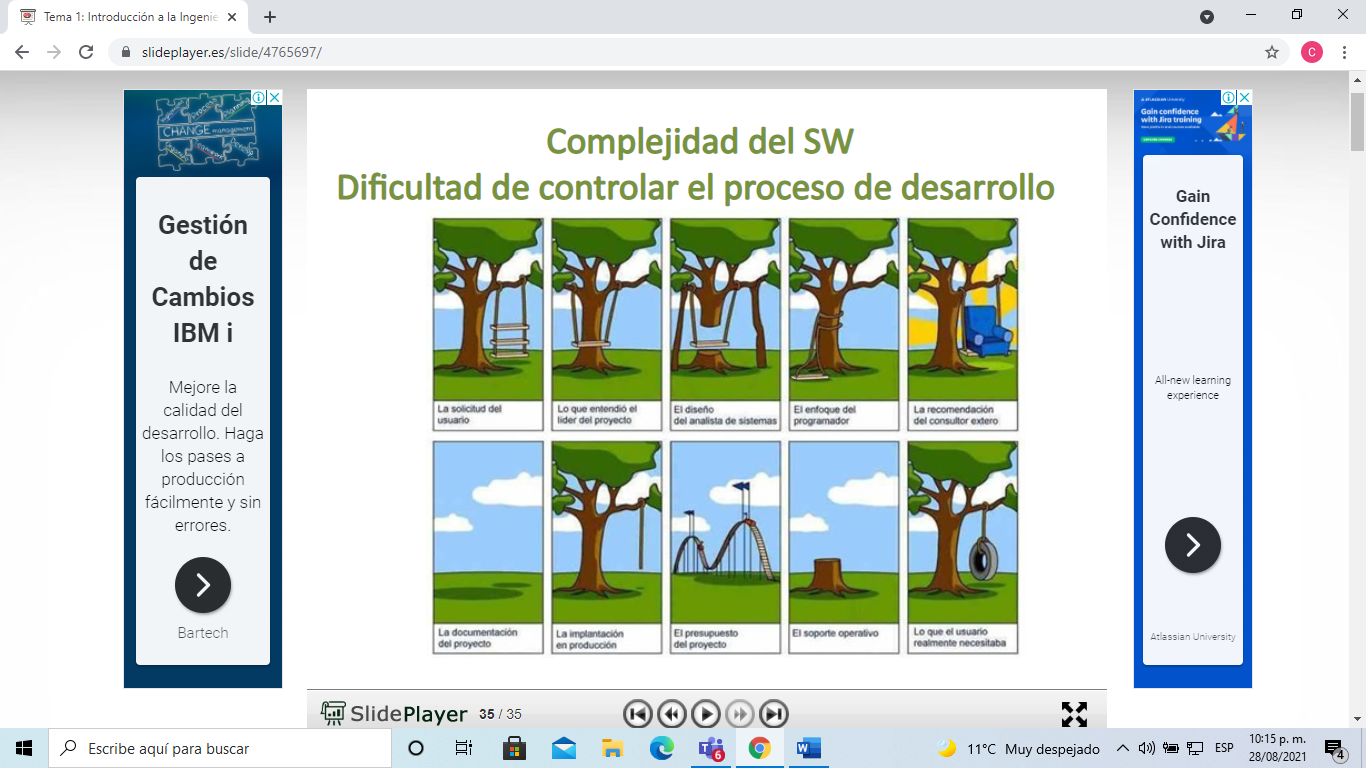 Tema 1: Introducción a la Ingenie
slideplayer.es/slide/4765697/
C
CHANGE management
Gestión
de
Cambios
IBM i
Mejore la
calidad del
desarrollo. Haga
los pases a
producción
fácilmente y sin
errores.
Bartech
Complejidad del SW
Dificultad de controlar el proceso de desarrollo
La solicitud del
usuario
Lo que entendió el
líder del proyecto
El diseño
del analista de sistemas
El enfoque del
programador
La recomendación
del consultor extero
La documentación
del proyecto
La implantación
en producción
El presupuesto
del proyecto
El soporte operativo
Lo que el usuario
realmente necesitaba
SlidePlayer
35 / 35
Gain confidence
with Jira training
Gain
Confidence
with Jira
All-new learning
experience
Atlassian University
Escribe aquí para buscar
6
11°C Muy despejado
ESP
10:15 p. m.
28/08/2021
4